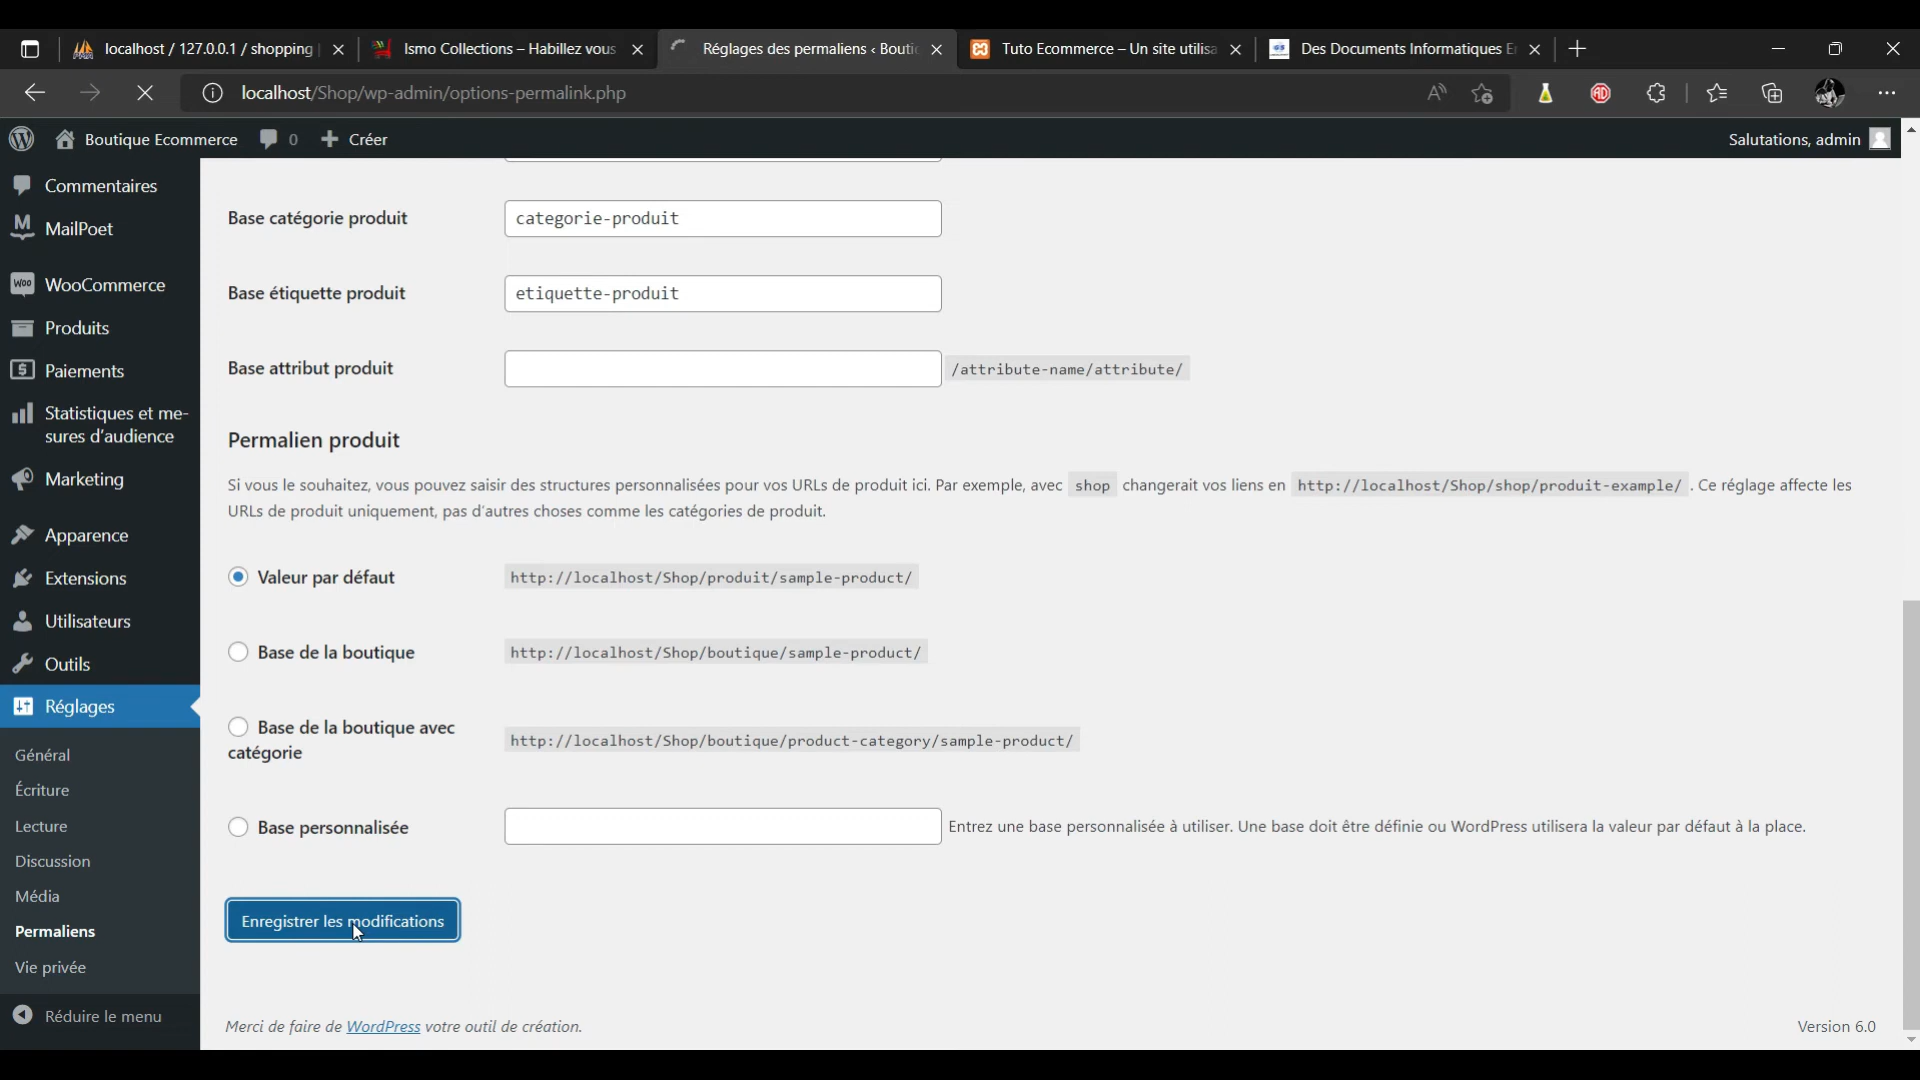 localhost / 127.0.0.1 / shopping
Ismo Collections – Habillez vous
Réglages des permaliens ‹ Boutic
Tuto Ecommerce – Un site utilisa
Des Documents Informatiques E
localhost/Shop/wp-admin/options-permalink.php
Boutique Ecommerce
0
Créer
Salutations, admin
Commentaires
MailPoet
WooCommerce
Produits
Paiements
Statistiques et me-
sures d'audience
Marketing
Apparence
Extensions
Utilisateurs
Outils
Réglages
Général
Écriture
Lecture
Discussion
Média
Permaliens
Vie privée
Réduire le menu
Base catégorie produit
categorie-produit
Base étiquette produit
etiquette-produit
Base attribut produit
/attribute-name/attribute/
Permalien produit
Si vous le souhaitez, vous pouvez saisir des structures personnalisées pour vos URLs de produit ici. Par exemple, avec shop changerait vos liens en http://localhost/Shop/shop/produit-example/ . Ce réglage affecte les
URLs de produit uniquement, pas d'autres choses comme les catégories de produit.
Valeur par défaut
http://localhost/Shop/produit/sample-product/
Base de la boutique
http://localhost/Shop/boutique/sample-product/
Base de la boutique avec
catégorie
http://localhost/Shop/boutique/product-category/sample-product/
Base personnalisée
Entrez une base personnalisée à utiliser. Une base doit être définie ou WordPress utilisera la valeur par défaut à la place.
Enregistrer les modifications
Merci de faire de WordPress votre outil de création.
Version 6.0